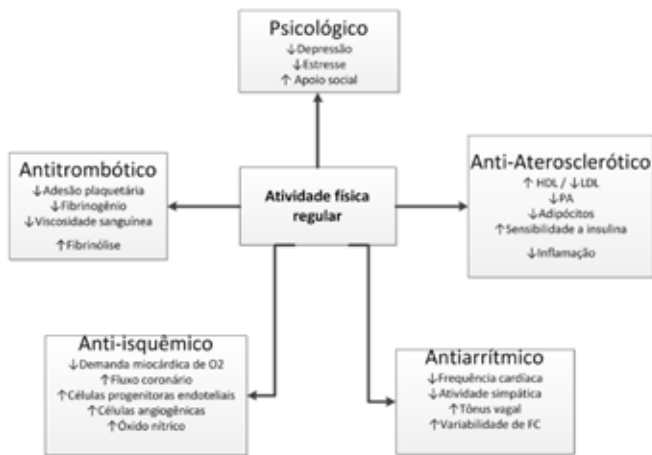 Psicológico
↓Depressão
↓Estresse
↑ Apoio social
Antitrombótico
↓Adesão plaquetária
↓Fibrinogênio
↓Viscosidade sanguínea
↑Fibrinólise
Atividade física
regular
Anti-Aterosclerótico
↑ HDL / ↓LDL
↓PA
↓Adipócitos
↑Sensibilidade a insulina
↓Inflamação
Anti-isquêmico
↓Demanda miocárdica de O2
↑Fluxo coronário
↑Células progenitoras endoteliais
↑Células angiogênicas
↑Óxido nítrico
Antiarrítmico
↓Frequência cardíaca
↓Atividade simpática
↑Tônus vagal
↑Variabilidade de FC